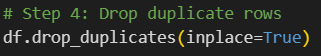 # Step 4: Drop duplicate rows
df.drop_duplicates(inplace=True)